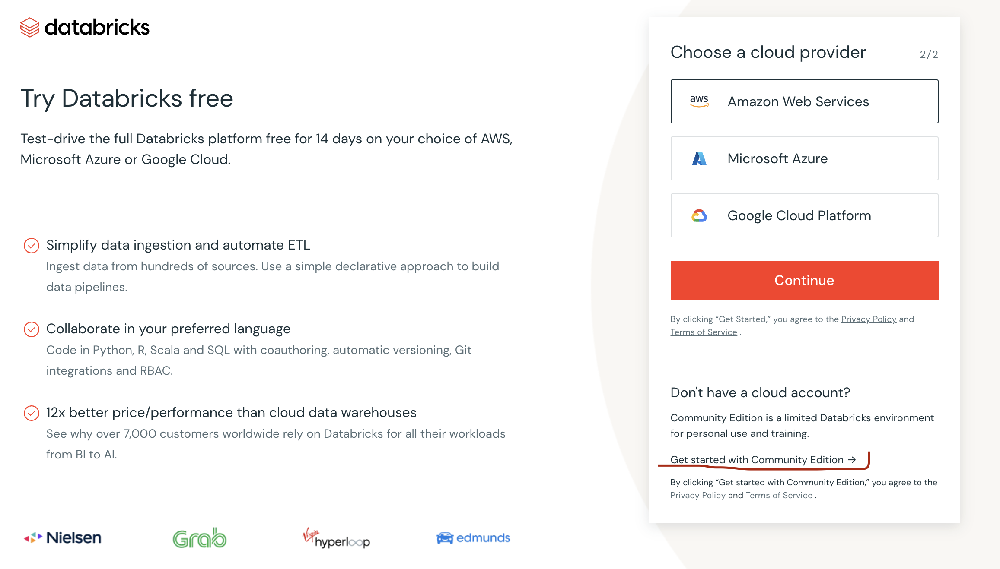 databricks
Try Databricks free
Test-drive the full Databricks platform free for 14 days on your choice of AWS,
Microsoft Azure or Google Cloud.
Simplify data ingestion and automate ETL
Ingest data from hundreds of sources. Use a simple declarative approach to build
data pipelines.
Collaborate in your preferred language
Code in Python, R, Scala and SQL with coauthoring, automatic versioning, Git
integrations and RBAC.
12x better price/performance than cloud data warehouses
See why over 7,000 customers worldwide rely on Databricks for all their workloads
from BI to AI.
Nielsen
Grab
Virgin
hyperloop
edmunds
Choose a cloud provider
2/2
aws
Amazon Web Services
Microsoft Azure
Google Cloud Platform
Continue
By clicking “Get Started,” you agree to the Privacy Policy and
Terms of Service .
Don't have a cloud account?
Community Edition is a limited Databricks environment
for personal use and training.
Get started with Community Edition →
By clicking “Get started with Community Edition,” you agree to the
Privacy Policy and Terms of Service .